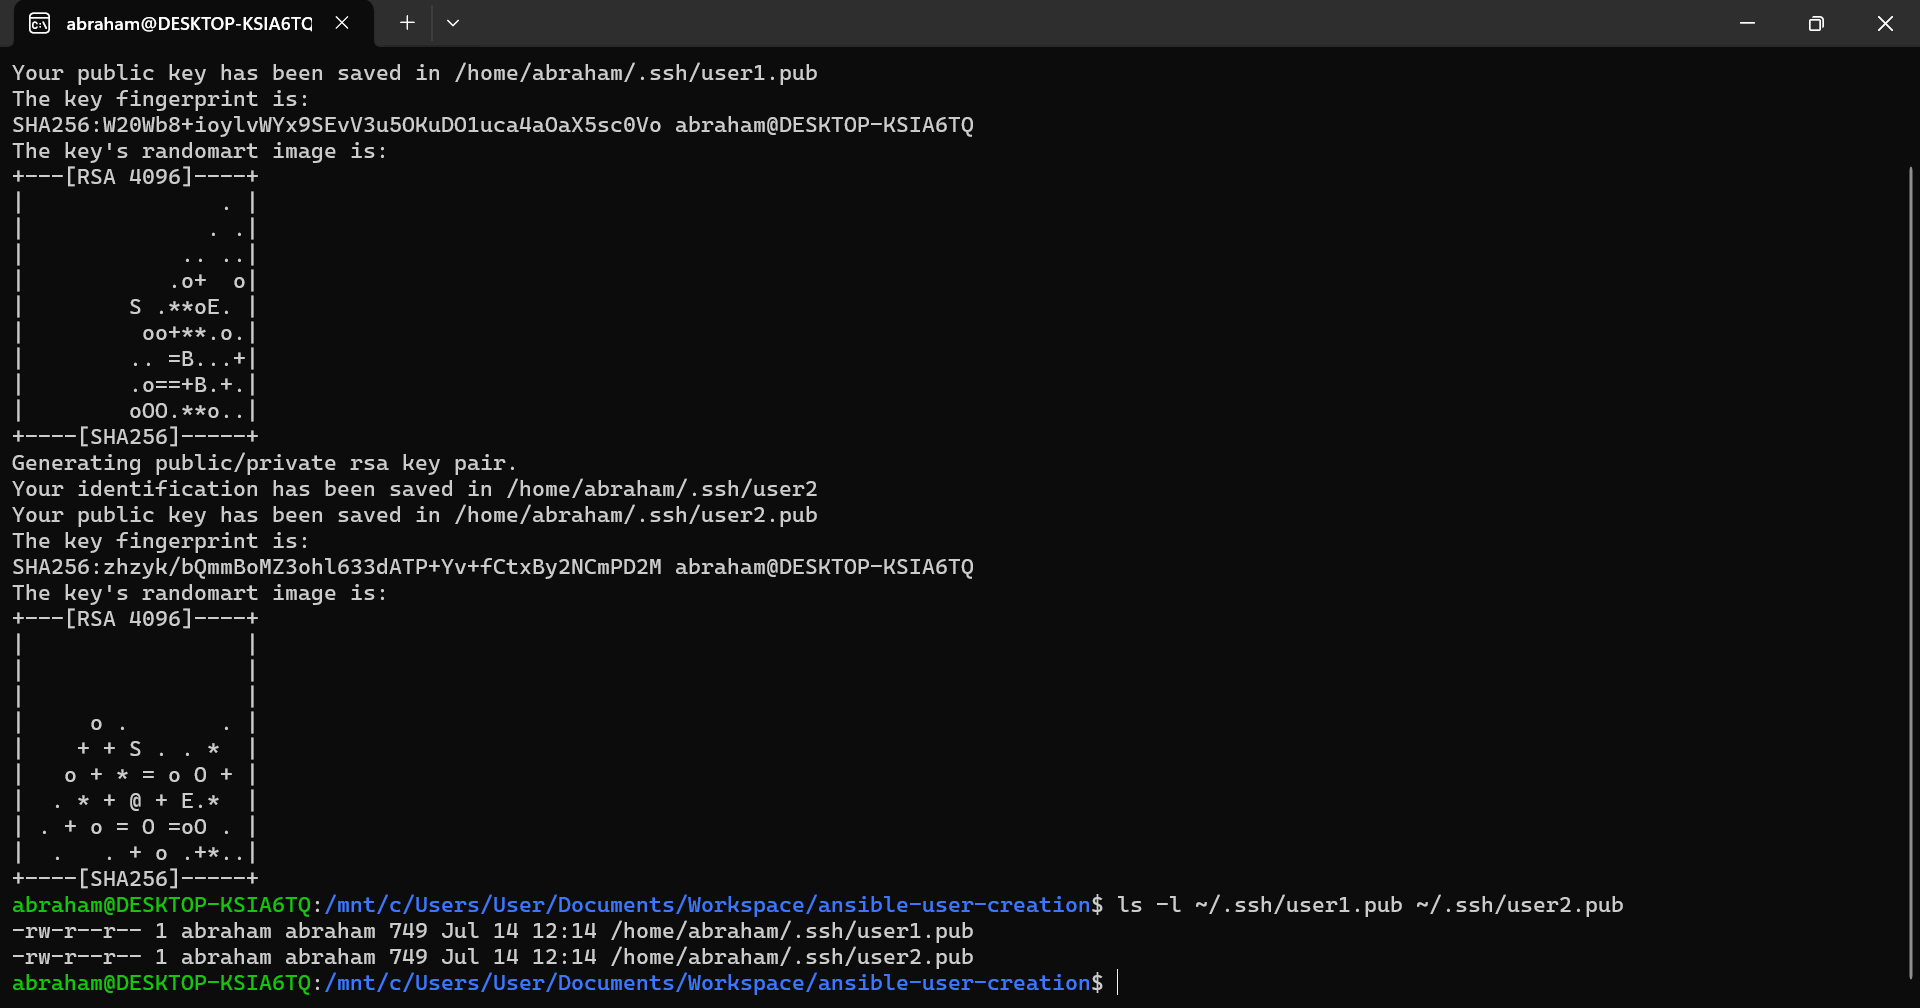 abraham@DESKTOP-KSIA6TQ
Your public key has been saved in /home/abraham/.ssh/user1.pub
The key fingerprint is:
SHA256:W20Wb8+ioylvWYx9SEvV3u5OKuDO1uca4aOaX5sc0Vo abraham@DESKTOP-KSIA6TQ
The key's randomart image is:
+---[RSA 4096]----+
|               . |
|              . .|
|            .. ..|
|           .o+  o|
|        S .**oE. |
|         oo+**.o.|
|        .. =B...+|
|        .o==+B.+.|
|        oOO.**o..|
+----[SHA256]-----+
Generating public/private rsa key pair.
Your identification has been saved in /home/abraham/.ssh/user2
Your public key has been saved in /home/abraham/.ssh/user2.pub
The key fingerprint is:
SHA256:zhzyk/bQmmBoMZ3ohl633dATP+Yv+fCtxBy2NCmPD2M abraham@DESKTOP-KSIA6TQ
The key's randomart image is:
+---[RSA 4096]----+
|                 |
|                 |
|                 |
|     o .       . |
|    + + S . . *  |
|   o + * = o O + |
|  . * + @ + E.*  |
| . + o = O =oO . |
|  .   . + o .+*..|
+----[SHA256]-----+
abraham@DESKTOP-KSIA6TQ:/mnt/c/Users/User/Documents/Workspace/ansible-user-creation$ ls -l ~/.ssh/user1.pub ~/.ssh/user2.pub
-rw-r--r-- 1 abraham abraham 749 Jul 14 12:14 /home/abraham/.ssh/user1.pub
-rw-r--r-- 1 abraham abraham 749 Jul 14 12:14 /home/abraham/.ssh/user2.pub
abraham@DESKTOP-KSIA6TQ:/mnt/c/Users/User/Documents/Workspace/ansible-user-creation$